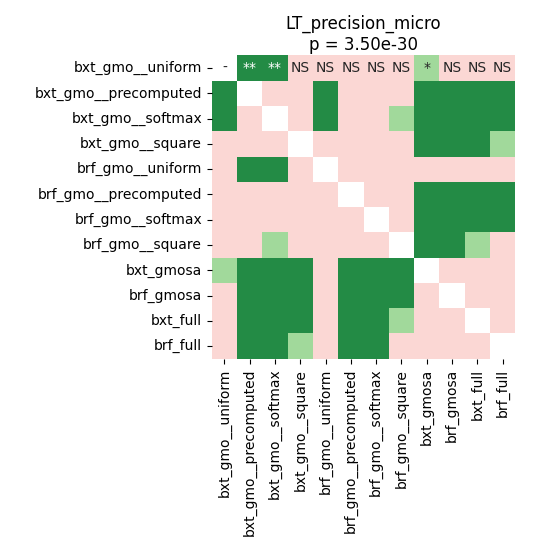 LT_precision_micro
p = 3.50e-30
bxt_gmo__uniform - ** ** NS NS NS NS NS * NS NS NS
bxt_gmo__precomputed
bxt_gmo__softmax
bxt_gmo__square
brf_gmo__uniform
brf_gmo__precomputed
brf_gmo__softmax
brf_gmo__square
bxt_gmosa
brf_gmosa
bxt_full
brf_full
bxt_gmo__uniform
bxt_gmo__precomputed
bxt_gmo__softmax
bxt_gmo__square
brf_gmo__uniform
brf_gmo__precomputed
brf_gmo__softmax
brf_gmo__square
bxt_gmosa
brf_gmosa
bxt_full
brf_full